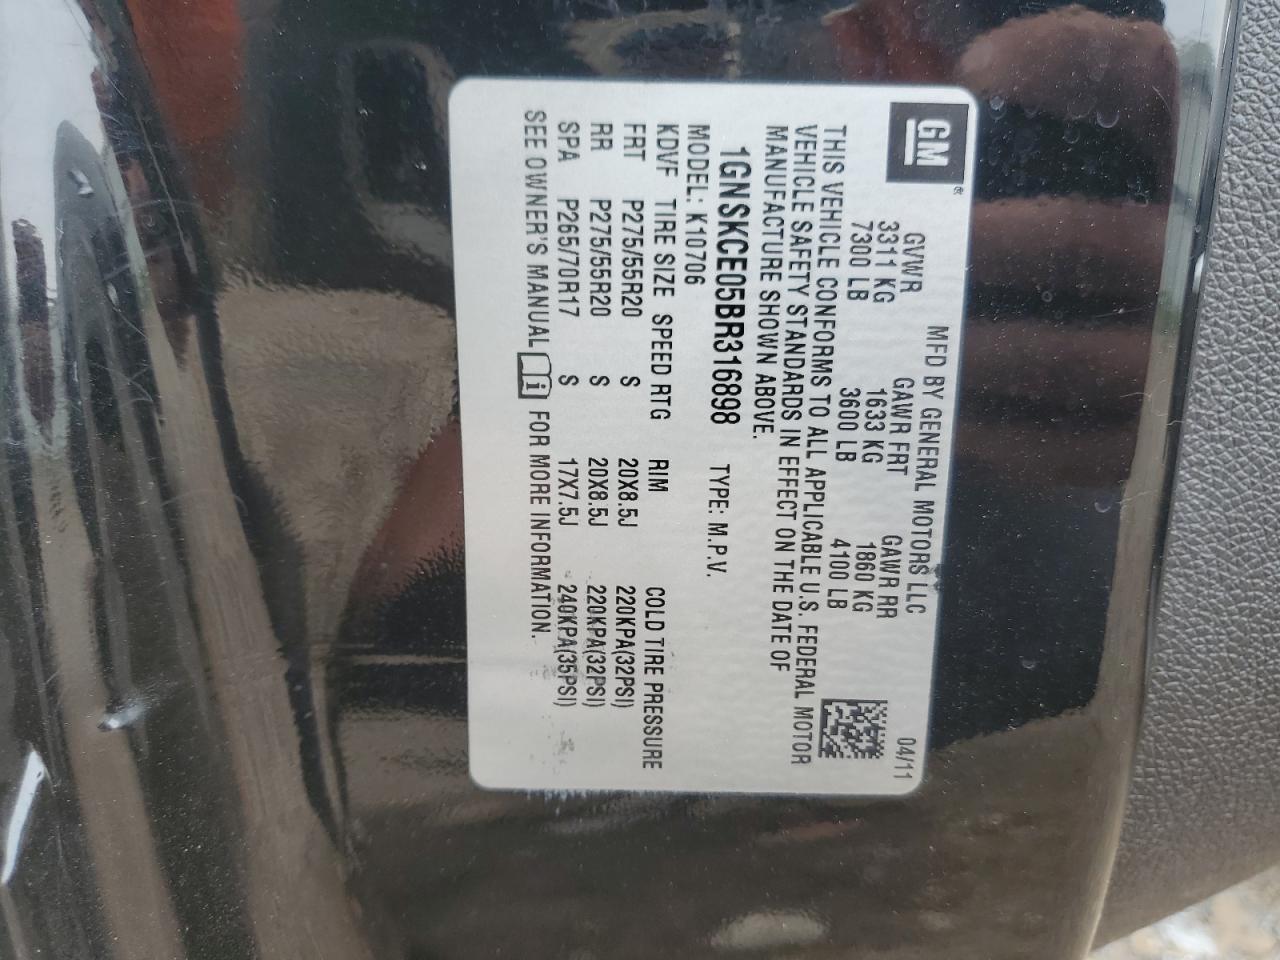 GM®
MFD BY GENERAL MOTORS LLC 04/11
GVWR GAWR FRT GAWR RR
3311 KG 1633 KG 1860 KG
7300 LB 3600 LB 4100 LB
THIS VEHICLE CONFORMS TO ALL APPLICABLE U.S. FEDERAL MOTOR
VEHICLE SAFETY STANDARDS IN EFFECT ON THE DATE OF
MANUFACTURE SHOWN ABOVE.
1GNSKCE05BR316898 TYPE: M.P.V.
MODEL: K10706
KDVF TIRE SIZE SPEED RTG RIM COLD TIRE PRESSURE
FRT P275/55R20 S 20X8.5J 220KPA(32PSI)
RR P275/55R20 S 20X8.5J 220KPA(32PSI)
SPA P265/70R17 S 17X7.5J 240KPA(35PSI)
SEE OWNER'S MANUAL i FOR MORE INFORMATION.